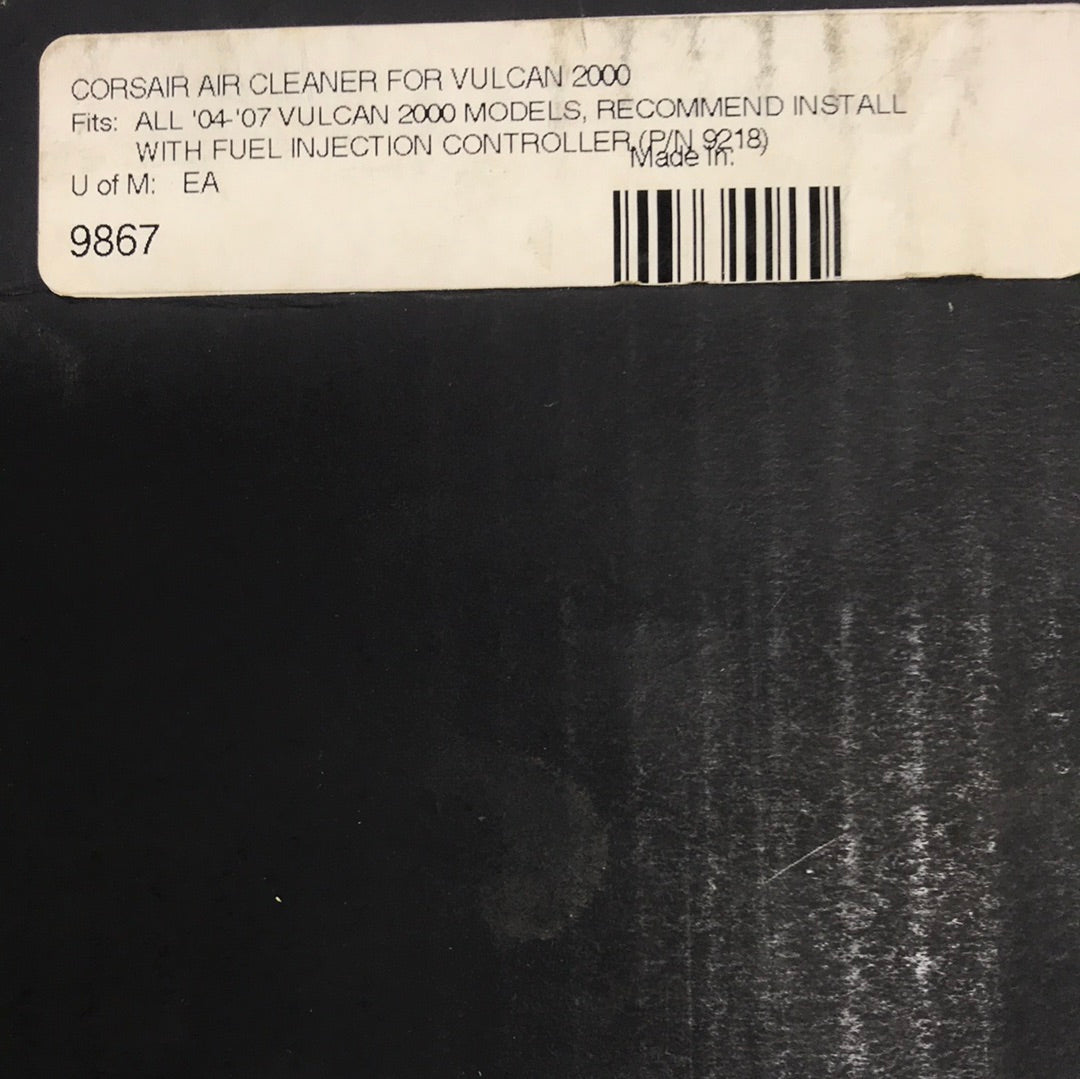 CORSAIR AIR CLEANER FOR VULCAN 2000
Fits: ALL '04-'07 VULCAN 2000 MODELS, RECOMMEND INSTALL
WITH FUEL INJECTION CONTROLLER (P/N 9218)
Made In:
U of M: EA
9867